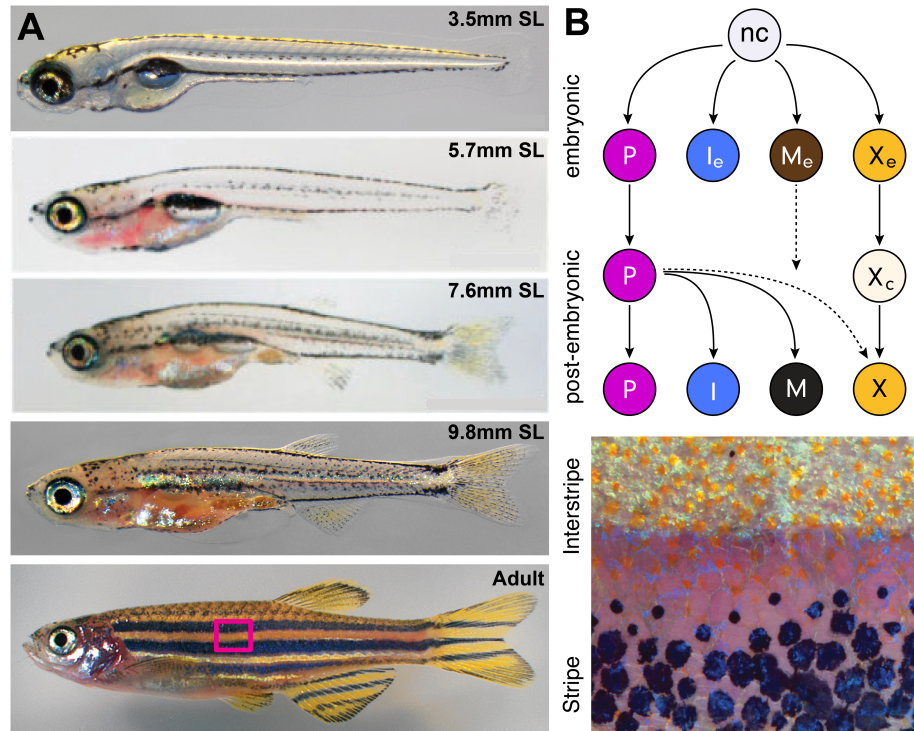 A
3.5mm SL
5.7mm SL
7.6mm SL
9.8mm SL
Adult
B
nc
embryonic
P
Ie
Me
Xe
post-embryonic
P
Xc
P
I
M
X
Interstripe
Stripe